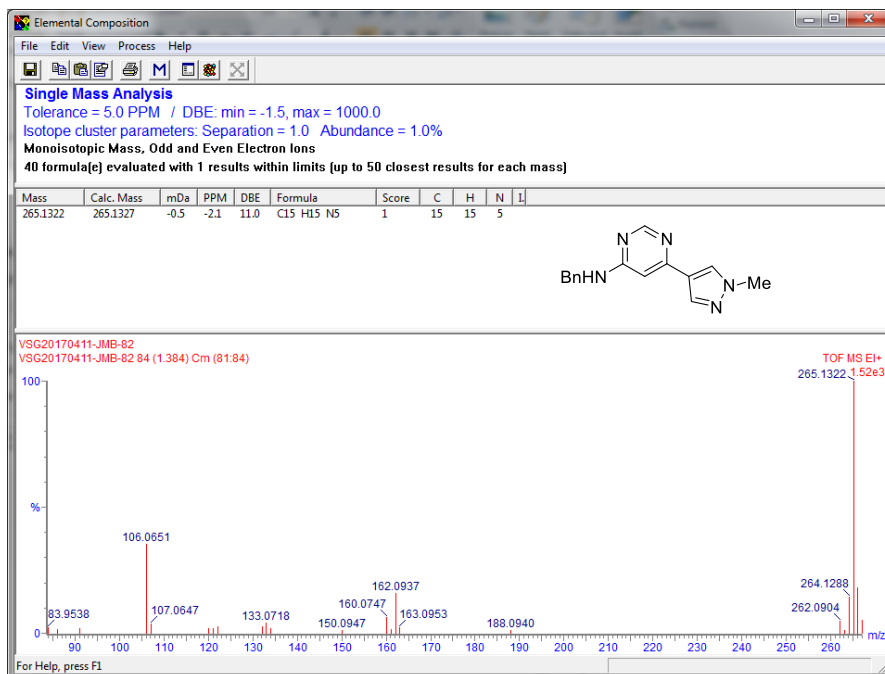 Elemental Composition
File Edit View Process Help
M
Single Mass Analysis
Tolerance = 5.0 PPM / DBE: min = -1.5, max = 1000.0
Isotope cluster parameters: Separation = 1.0 Abundance = 1.0%
Monoisotopic Mass, Odd and Even Electron Ions
40 formula(e) evaluated with 1 results within limits (up to 50 closest results for each mass)
Mass Calc. Mass mDa PPM DBE Formula Score C H N I.
265.1322 265.1327 -0.5 -2.1 11.0 C15 H15 N5 1 15 15 5
N N
BnHN N Me
N
VSG20170411-JMB-82
VSG20170411-JMB-82 84 (1.384) Cm (81:84) TOF MS EI+
265.1322 1.52e3
100
%
106.0651
162.0937
264.1288
160.0747
83.9538 107.0647 133.0718 150.0947 163.0953 188.0940 262.0904
0 m/z
90 100 110 120 130 140 150 160 170 180 190 200 210 220 230 240 250 260
For Help, press F1